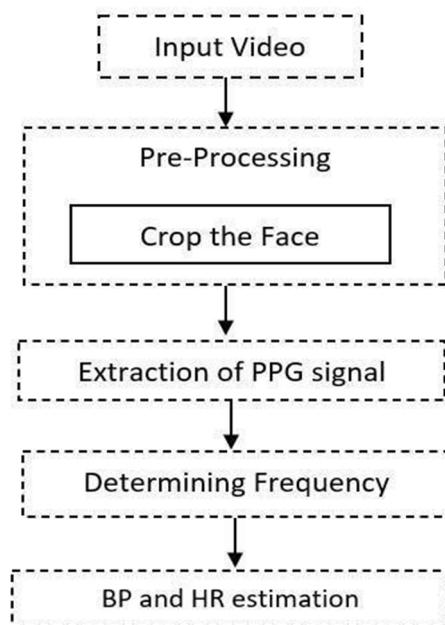 Input Video
Pre-Processing
Crop the Face
Extraction of PPG signal
Determining Frequency
BP and HR estimation